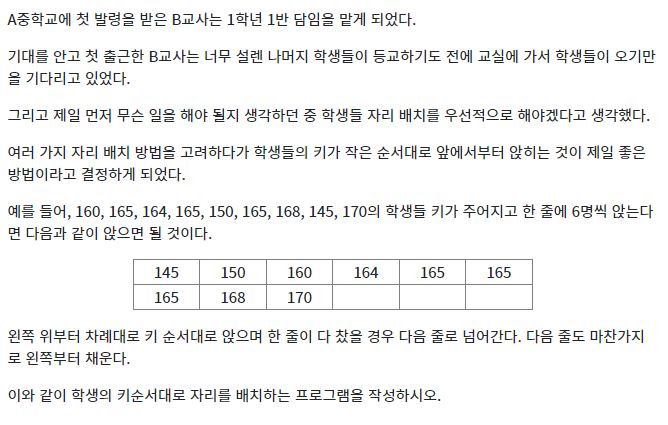 A중학교에 첫 발령을 받은 B교사는 1학년 1반 담임을 맡게 되었다.
기대를 안고 첫 출근한 B교사는 너무 설렌 나머지 학생들이 등교하기도 전에 교실에 가서 학생들이 오기만
을 기다리고 있었다.
그리고 제일 먼저 무슨 일을 해야 될지 생각하던 중 학생들 자리 배치를 우선적으로 해야겠다고 생각했다.
여러 가지 자리 배치 방법을 고려하다가 학생들의 키가 작은 순서대로 앞에서부터 앉히는 것이 제일 좋은
방법이라고 결정하게 되었다.
예를 들어, 160, 165, 164, 165, 150, 165, 168, 145, 170의 학생들 키가 주어지고 한 줄에 6명씩 앉는다
면 다음과 같이 앉으면 될 것이다.
145 150 160 164 165 165
165 168 170
왼쪽 위부터 차례대로 키 순서대로 앉으며 한 줄이 다 찼을 경우 다음 줄로 넘어간다. 다음 줄도 마찬가지
로 왼쪽부터 채운다.
이와 같이 학생의 키순서대로 자리를 배치하는 프로그램을 작성하시오.